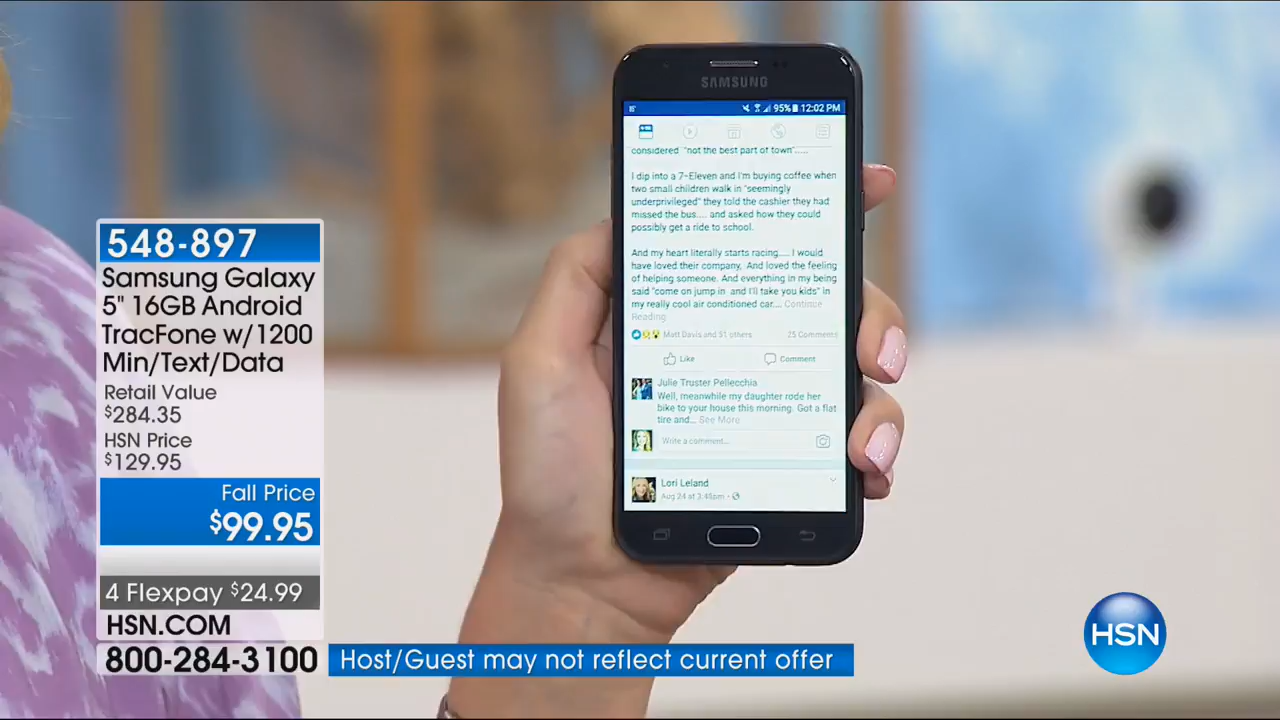 548-897
Samsung Galaxy
5" 16GB Android
TracFone w/1200
Min/Text/Data
Retail Value
$284.35
HSN Price
$129.95
Fall Price
$99.95
4 Flexpay $24.99
HSN.COM
800-284-3100
Host/Guest may not reflect current offer
HSN
SAMSUNG
95% 12:02 PM
considered "not the best part of town".....
I dip into a 7-Eleven and I'm buying coffee when
two small children walk in "seemingly
underprivileged" they told the cashier they had
missed the bus.... and asked how they could
possibly get a ride to school.
And my heart literally starts racing.... I would
have loved their company. And loved the feeling
of helping someone. And everything in my being
said "come on jump in and I'll take you kids" in
my really cool air conditioned car.... Continue
Reading
Matt Davis and 31 others
25 Comments
Like
Comment
Julie Truster Pellecchia
Well, meanwhile my daughter rode her
bike to your house this morning. Got a flat
tire and... See More
Write a comment...
Lori Leland
Aug 24 at 3:48pm